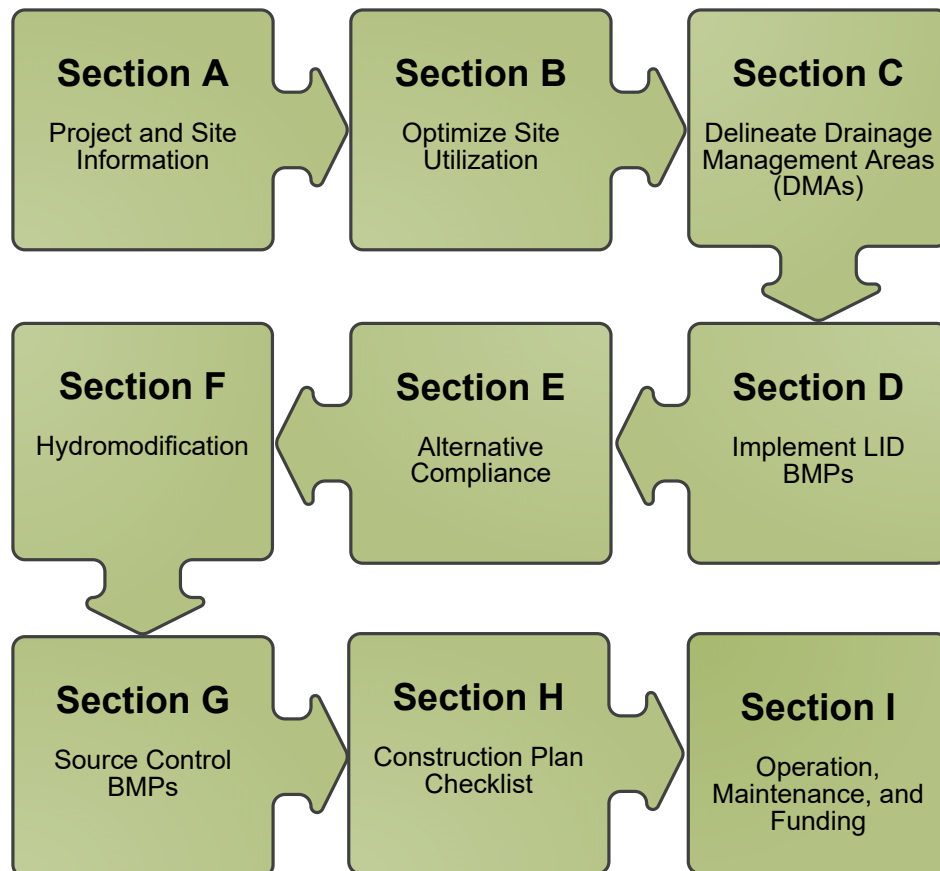 Section A
Project and Site
Information
Section B
Optimize Site
Utilization
Section C
Delineate Drainage
Management Areas
(DMAs)
Section D
Implement LID
BMPs
Section E
Alternative
Compliance
Section F
Hydromodification
Section G
Source Control
BMPs
Section H
Construction Plan
Checklist
Section I
Operation,
Maintenance, and
Funding